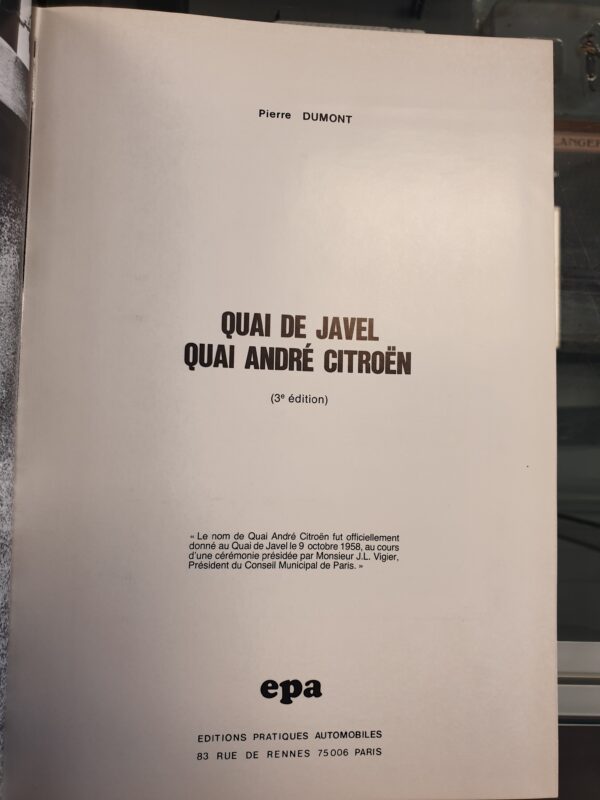 Pierre DUMONT
QUAI DE JAVEL
QUAI ANDRÉ CITROËN
(3e édition)
« Le nom de Quai André Citroën fut officiellement
donné au Quai de Javel le 9 octobre 1958, au cours
d'une cérémonie présidée par Monsieur J.L. Vigier,
Président du Conseil Municipal de Paris. »
epa
EDITIONS PRATIQUES AUTOMOBILES
83 RUE DE RENNES 75006 PARIS